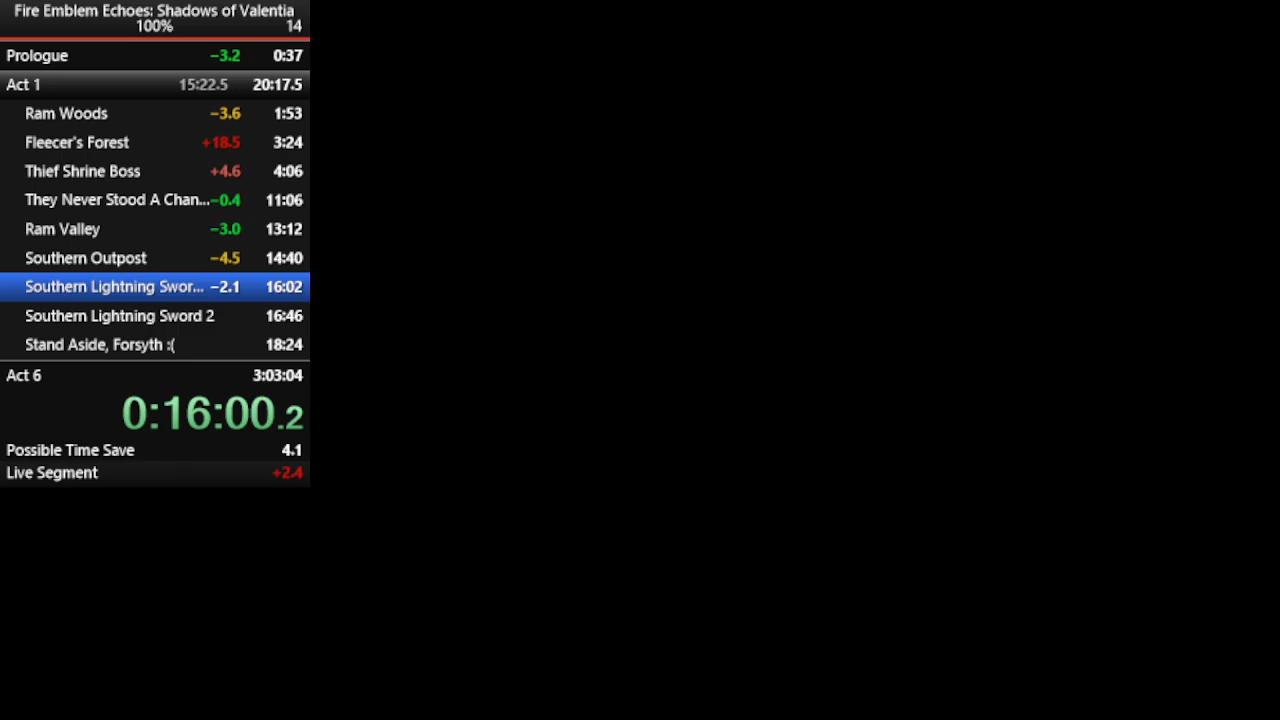 Fire Emblem Echoes: Shadows of Valentia
100% 14
Prologue −3.2 0:37
Act 1 15:22.5 20:17.5
Ram Woods −3.6 1:53
Fleecer's Forest +18.5 3:24
Thief Shrine Boss +4.6 4:06
They Never Stood A Chan... −0.4 11:06
Ram Valley −3.0 13:12
Southern Outpost −4.5 14:40
Southern Lightning Swor... −2.1 16:02
Southern Lightning Sword 2 16:46
Stand Aside, Forsyth :( 18:24
Act 6 3:03:04
0:16:00.2
Possible Time Save 4.1
Live Segment +2.4